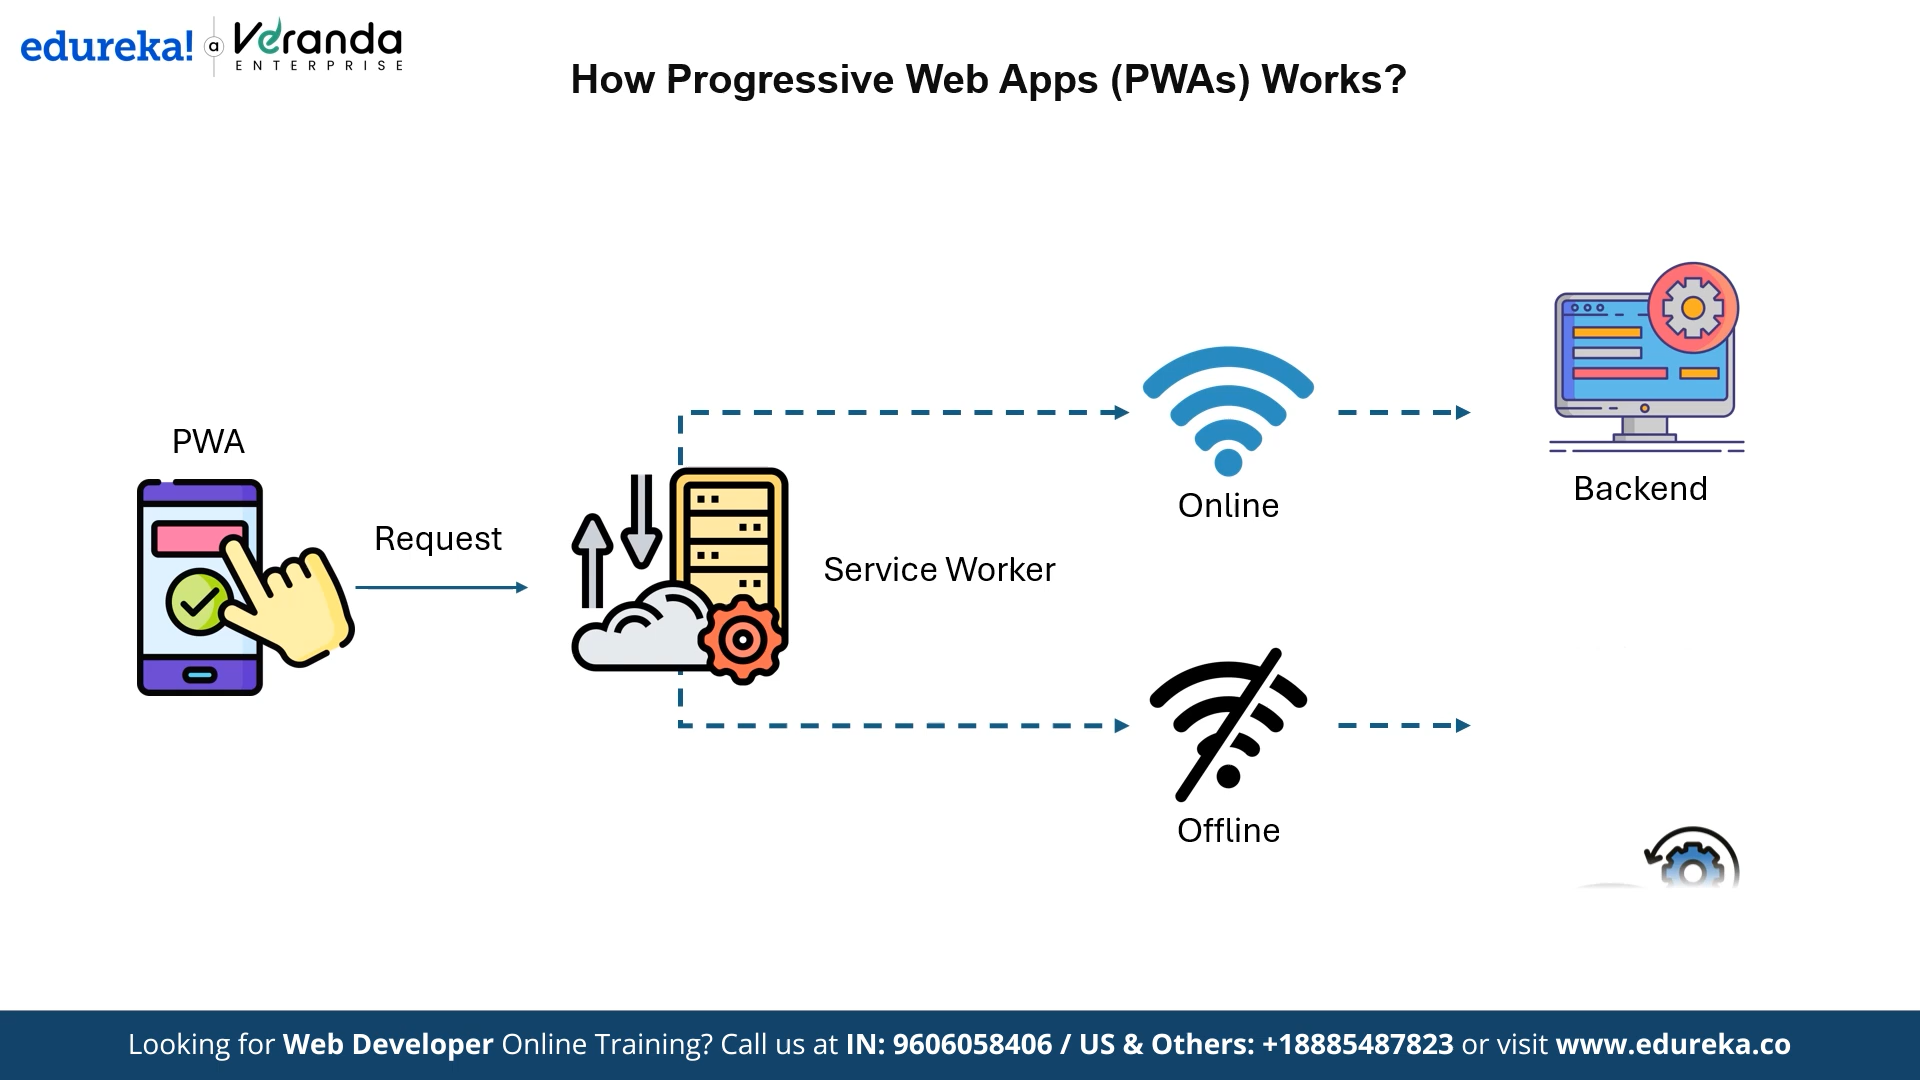 edureka!
a
Veranda
ENTERPRISE
How Progressive Web Apps (PWAs) Works?
PWA
Request
Service Worker
Online
Backend
Offline
Looking for Web Developer Online Training? Call us at IN: 9606058406 / US & Others: +18885487823 or visit www.edureka.co